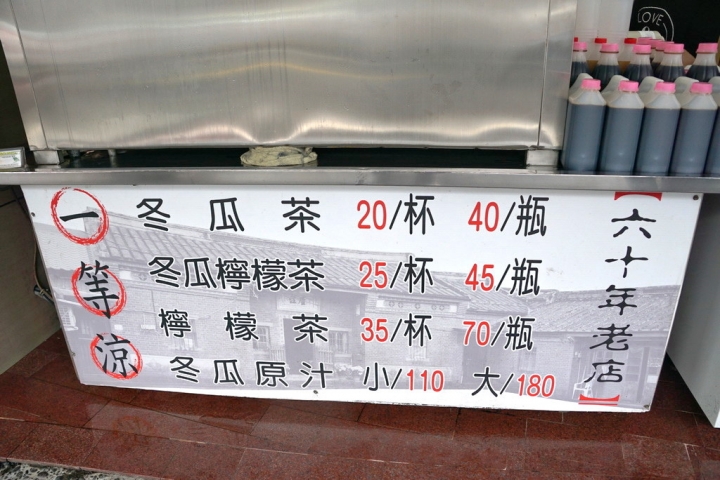 一等涼
冬瓜茶 20/杯 40/瓶
冬瓜檸檬茶 25/杯 45/瓶
檸檬茶 35/杯 70/瓶
冬瓜原汁 小/110 大/180
【六十年老店】
LOVE